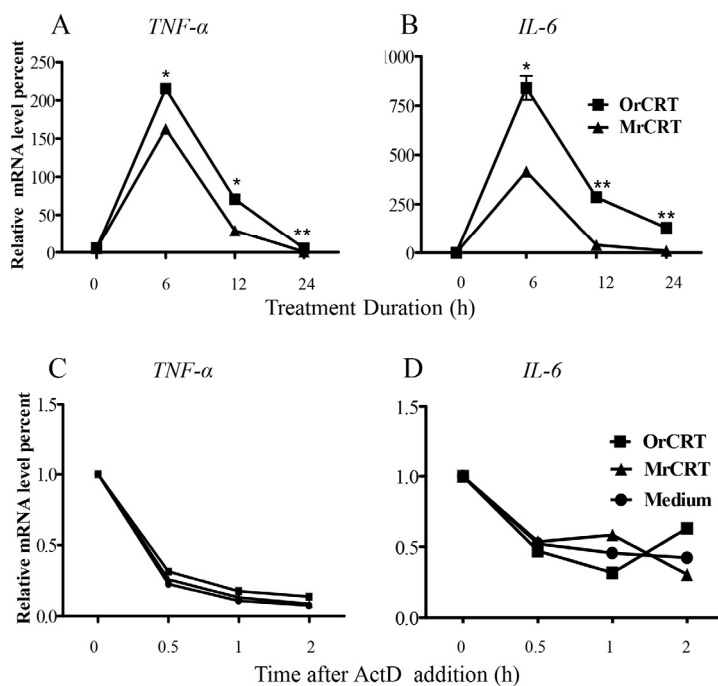 A
TNF-α
B
IL-6
Relative mRNA level percent
250
200
150
100
50
0
*
*
**
0 6 12 24
1000
750
500
250
0
*
**
**
OrCRT
MrCRT
0 6 12 24
Treatment Duration (h)
C
TNF-α
D
IL-6
Relative mRNA level percent
1.5
1.0
0.5
0.0
0 0.5 1 2
1.5
1.0
0.5
0.0
OrCRT
MrCRT
Medium
0 0.5 1 2
Time after ActD addition (h)